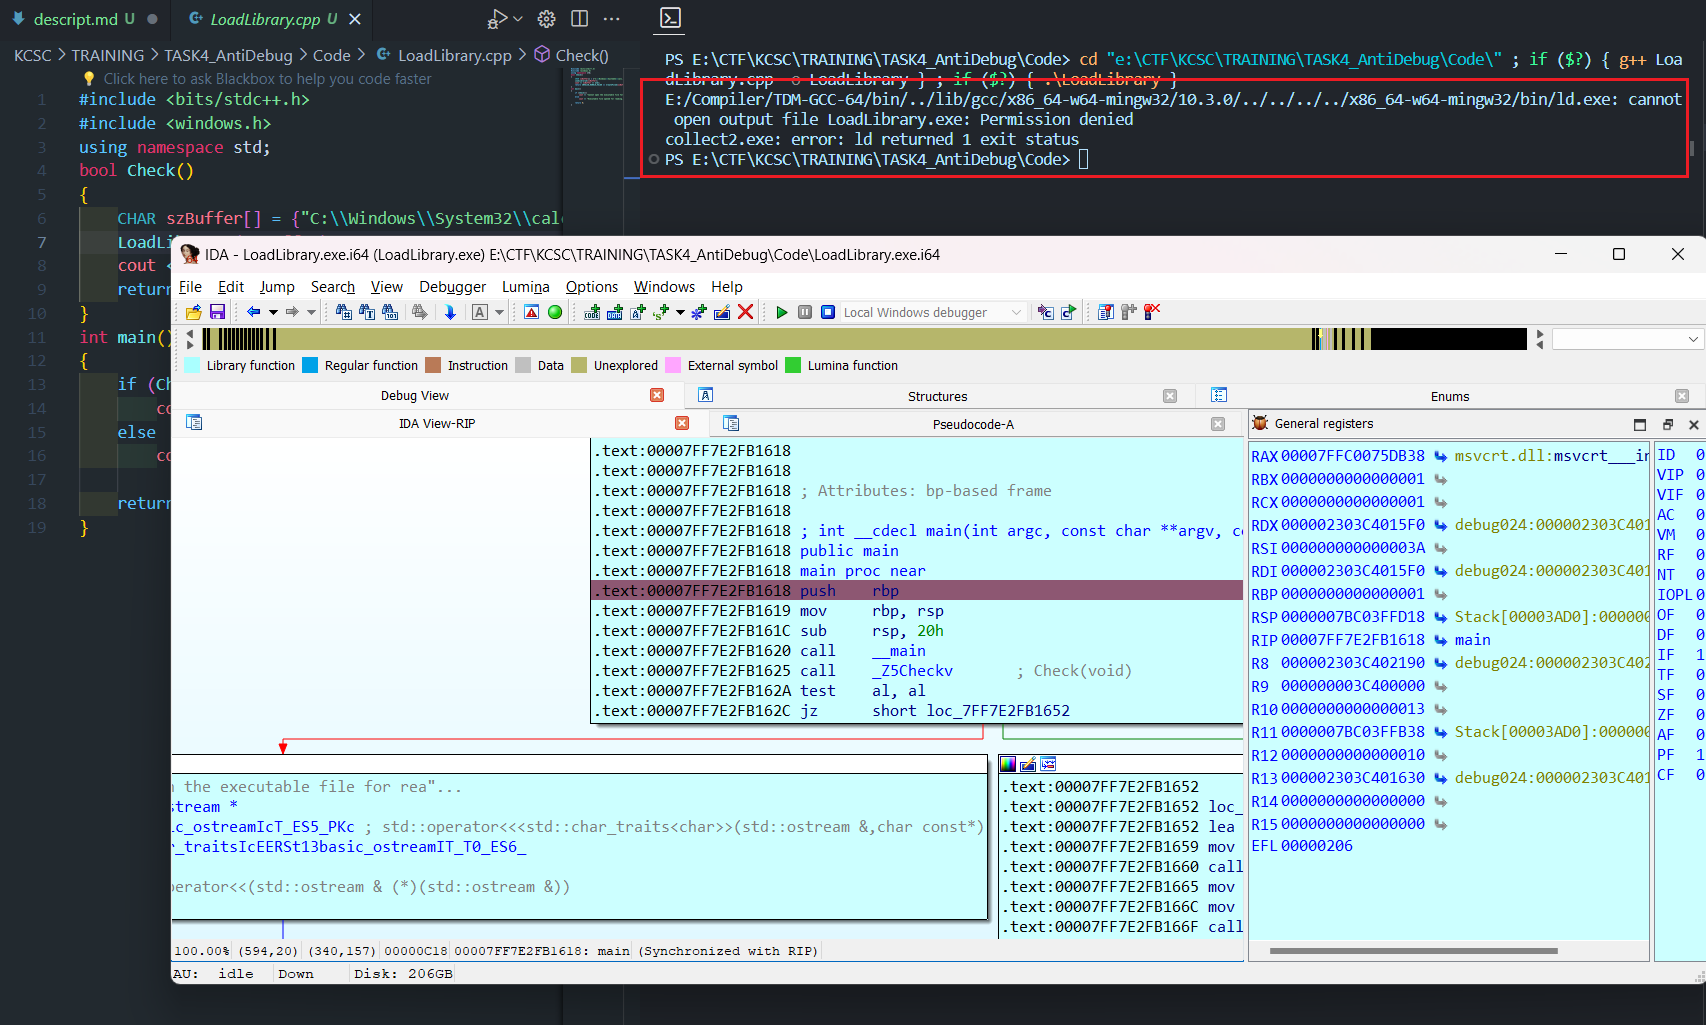 descript.md U
LoadLibrary.cpp U
KCSC > TRAINING > TASK4_AntiDebug > Code > LoadLibrary.cpp > Check()
Click here to ask Blackbox to help you code faster
1 #include <bits/stdc++.h>
2 #include <windows.h>
3 using namespace std;
4 bool Check()
5 {
6 CHAR szBuffer[] = {"C:\\Windows\\System32\\calc
7 LoadLi
8 cout <
9 return
10 }
11 int main()
12 {
13 if (Ch
14 co
15 else
16 co
17
18 return
19 }
PS E:\CTF\KCSC\TRAINING\TASK4_AntiDebug\Code> cd "e:\CTF\KCSC\TRAINING\TASK4_AntiDebug\Code\" ; if ($?) { g++ Loa
dLibrary.cpp -o LoadLibrary } ; if ($?) { .\LoadLibrary }
E:/Compiler/TDM-GCC-64/bin/../lib/gcc/x86_64-w64-mingw32/10.3.0/../../../../x86_64-w64-mingw32/bin/ld.exe: cannot
open output file LoadLibrary.exe: Permission denied
collect2.exe: error: ld returned 1 exit status
PS E:\CTF\KCSC\TRAINING\TASK4_AntiDebug\Code>
IDA - LoadLibrary.exe.i64 (LoadLibrary.exe) E:\CTF\KCSC\TRAINING\TASK4_AntiDebug\Code\LoadLibrary.exe.i64
File Edit Jump Search View Debugger Lumina Options Windows Help
Local Windows debugger
Library function Regular function Instruction Data Unexplored External symbol Lumina function
Debug View Structures Enums
IDA View-RIP Pseudocode-A General registers
.text:00007FF7E2FB1618
.text:00007FF7E2FB1618
.text:00007FF7E2FB1618 ; Attributes: bp-based frame
.text:00007FF7E2FB1618
.text:00007FF7E2FB1618 ; int __cdecl main(int argc, const char **argv, co
.text:00007FF7E2FB1618 public main
.text:00007FF7E2FB1618 main proc near
.text:00007FF7E2FB1618 push rbp
.text:00007FF7E2FB1619 mov rbp, rsp
.text:00007FF7E2FB161C sub rsp, 20h
.text:00007FF7E2FB1620 call __main
.text:00007FF7E2FB1625 call _Z5Checkv ; Check(void)
.text:00007FF7E2FB162A test al, al
.text:00007FF7E2FB162C jz short loc_7FF7E2FB1652
n the executable file for rea"...
stream *
ic_ostreamIcT_ES5_PKc ; std::operator<<<std::char_traits<char>>(std::ostream &,char const*)
r_traitsIcEERSt13basic_ostreamIT_T0_ES6_
perator<<(std::ostream & (*)(std::ostream &))
.text:00007FF7E2FB1652
.text:00007FF7E2FB1652 loc_
.text:00007FF7E2FB1652 lea
.text:00007FF7E2FB1659 mov
.text:00007FF7E2FB1660 call
.text:00007FF7E2FB1665 mov
.text:00007FF7E2FB166C mov
.text:00007FF7E2FB166F call
RAX 00007FFC0075DB38 msvcrt.dll:msvcrt___in
RBX 0000000000000001
RCX 0000000000000001
RDX 000002303C4015F0 debug024:000002303C401
RSI 000000000000003A
RDI 000002303C4015F0 debug024:000002303C401
RBP 0000000000000001
RSP 0000007BC03FFD18 Stack[00003AD0]:000000
RIP 00007FF7E2FB1618 main
R8 000002303C402190 debug024:000002303C402
R9 000000003C400000
R10 0000000000000013
R11 0000007BC03FFB38 Stack[00003AD0]:000000
R12 0000000000000010
R13 000002303C401630 debug024:000002303C401
R14 0000000000000000
R15 0000000000000000
EFL 00000206
ID 0
VIP 0
VIF 0
AC 0
VM 0
RF 0
NT 0
IOPL 0
OF 0
DF 0
IF 1
TF 0
SF 0
ZF 0
AF 0
PF 1
CF 0
100.00% (594,20) (340,157) 00000C18 00007FF7E2FB1618: main (Synchronized with RIP)
AU: idle Down Disk: 206GB